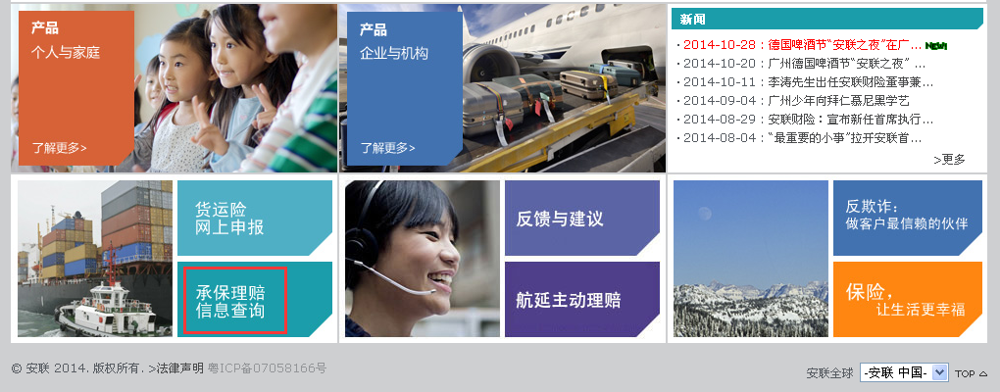 产品
个人与家庭
了解更多>
产品
企业与机构
了解更多>
新闻
· 2014-10-28：德国啤酒节“安联之夜”在广... NEW!
· 2014-10-20：广州德国啤酒节“安联之夜” ...
· 2014-10-11：李涛先生出任安联财险董事兼...
· 2014-09-04：广州少年向拜仁慕尼黑学艺
· 2014-08-29：安联财险：宣布新任首席执行...
· 2014-08-04：“最重要的小事”拉开安联首...
>更多
货运险
网上申报
承保理赔
信息查询
反馈与建议
航延主动理赔
反欺诈：
做客户最信赖的伙伴
保险，
让生活更幸福
© 安联 2014. 版权所有. >法律声明 粤ICP备07058166号
安联全球 -安联 中国- TOP